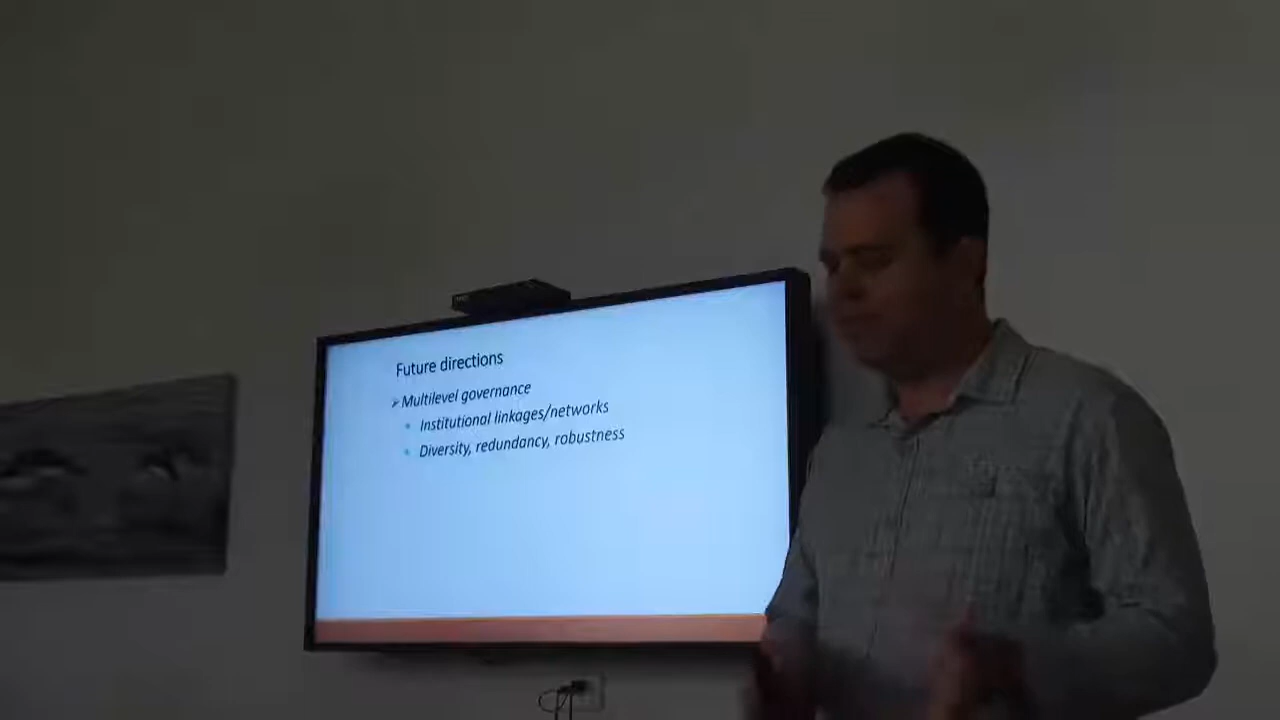 Future directions
➢ Multilevel governance
• Institutional linkages/networks
• Diversity, redundancy, robustness